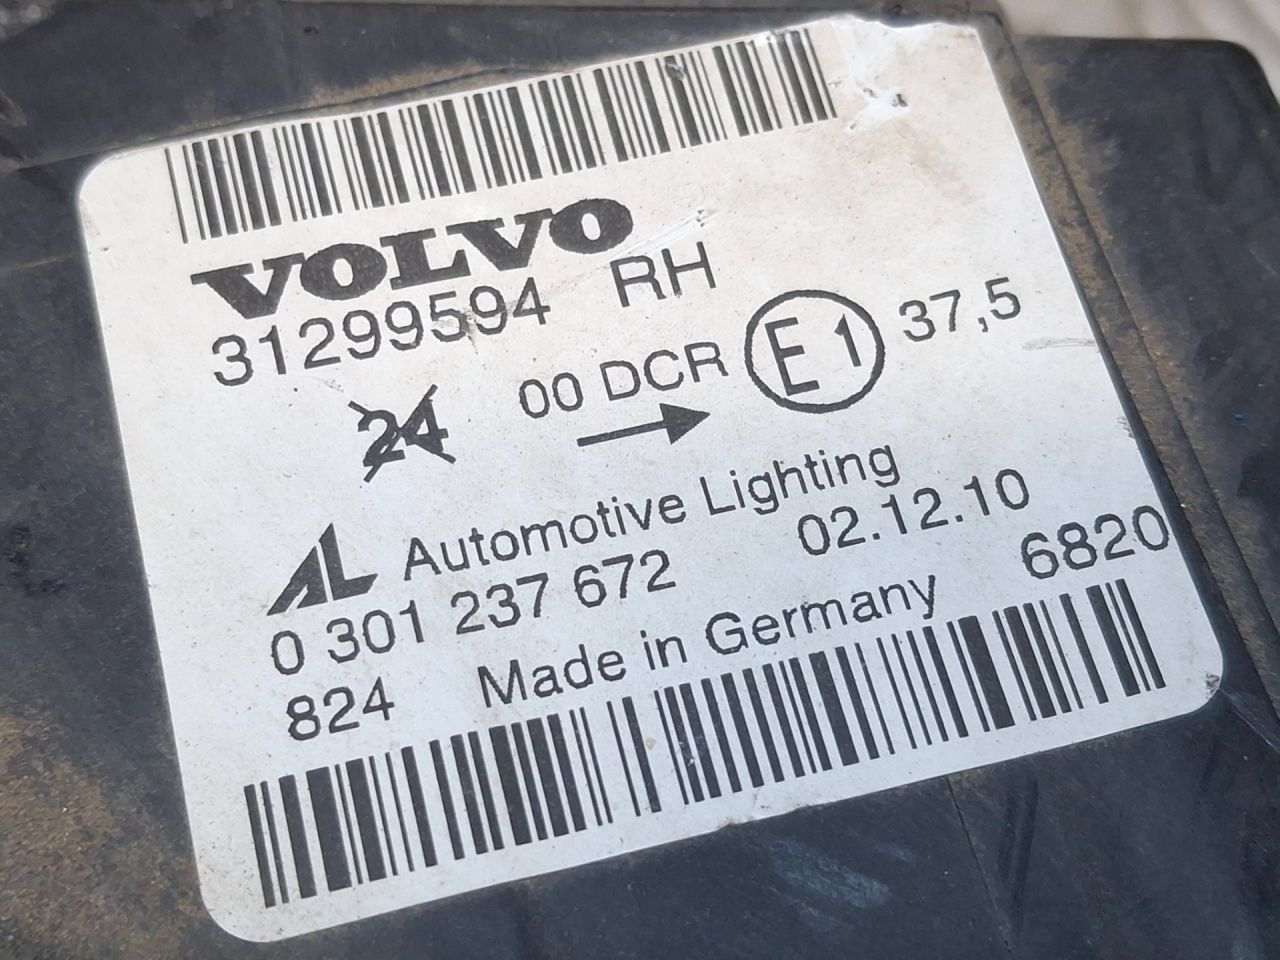 VOLVO
31299594 RH
24 00 DCR E1 37,5
AL Automotive Lighting
0 301 237 672 02.12.10
824 Made in Germany 6820